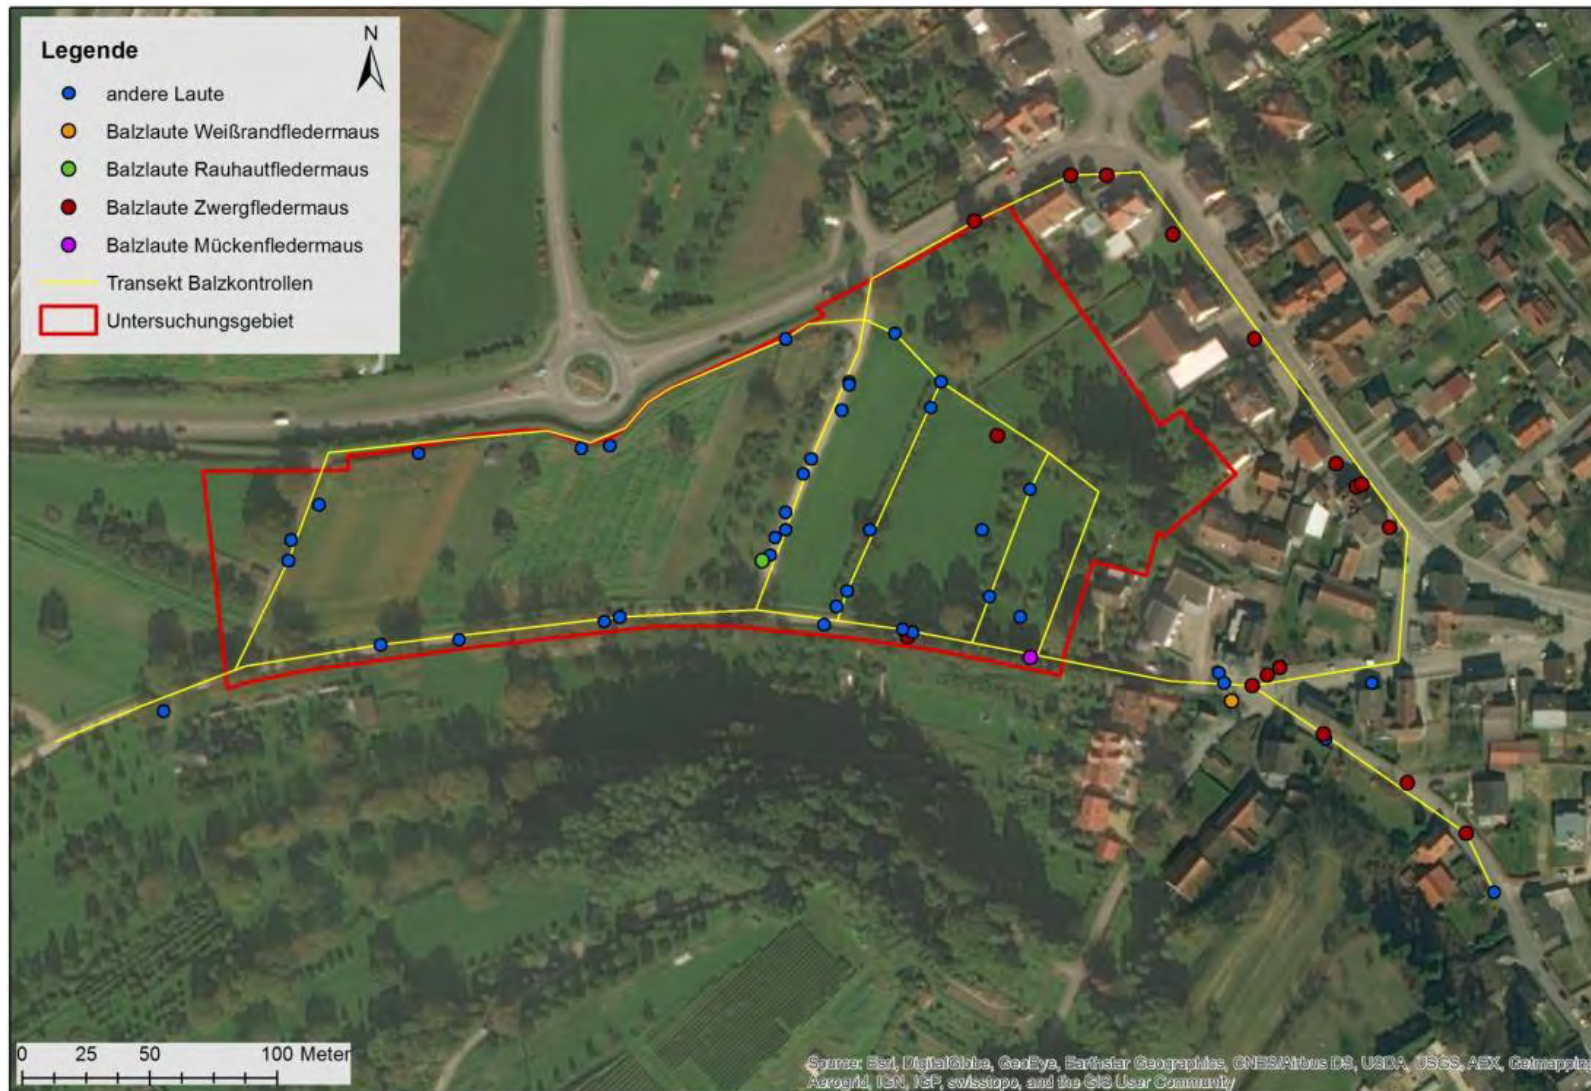 Legende
N
andere Laute
Balzlaute Weißrandfledermaus
Balzlaute Rauhautfledermaus
Balzlaute Zwergfledermaus
Balzlaute Mückenfledermaus
Transekt Balzkontrollen
Untersuchungsgebiet
0 25 50 100 Meter
Source: Esri, DigitalGlobe, GeoEye, Earthstar Geographics, CNES/Airbus DS, USDA, USGS, AEX, Getmapping,
Aerogrid, IGN, IGP, swisstopo, and the GIS User Community